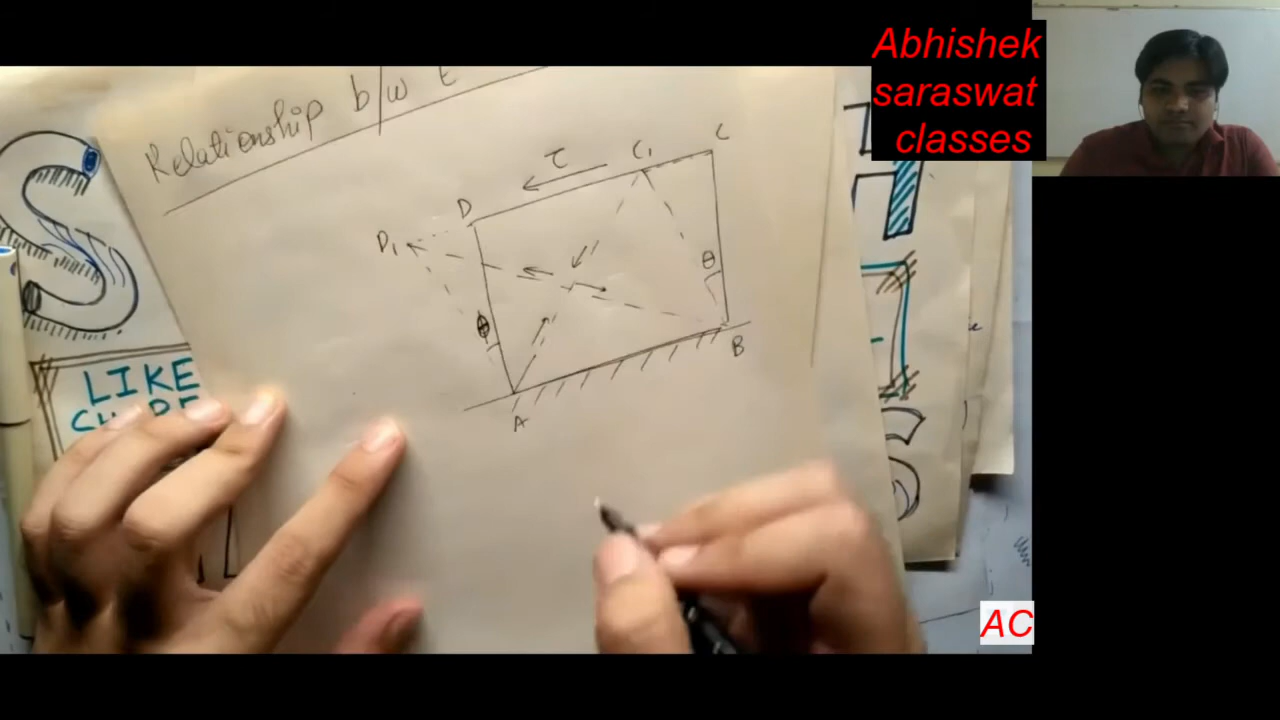 Abhishek
saraswat
classes
Relationship b/w
τ
C₁
C
D
D₁
θ
θ
B
A
LIKE
AC